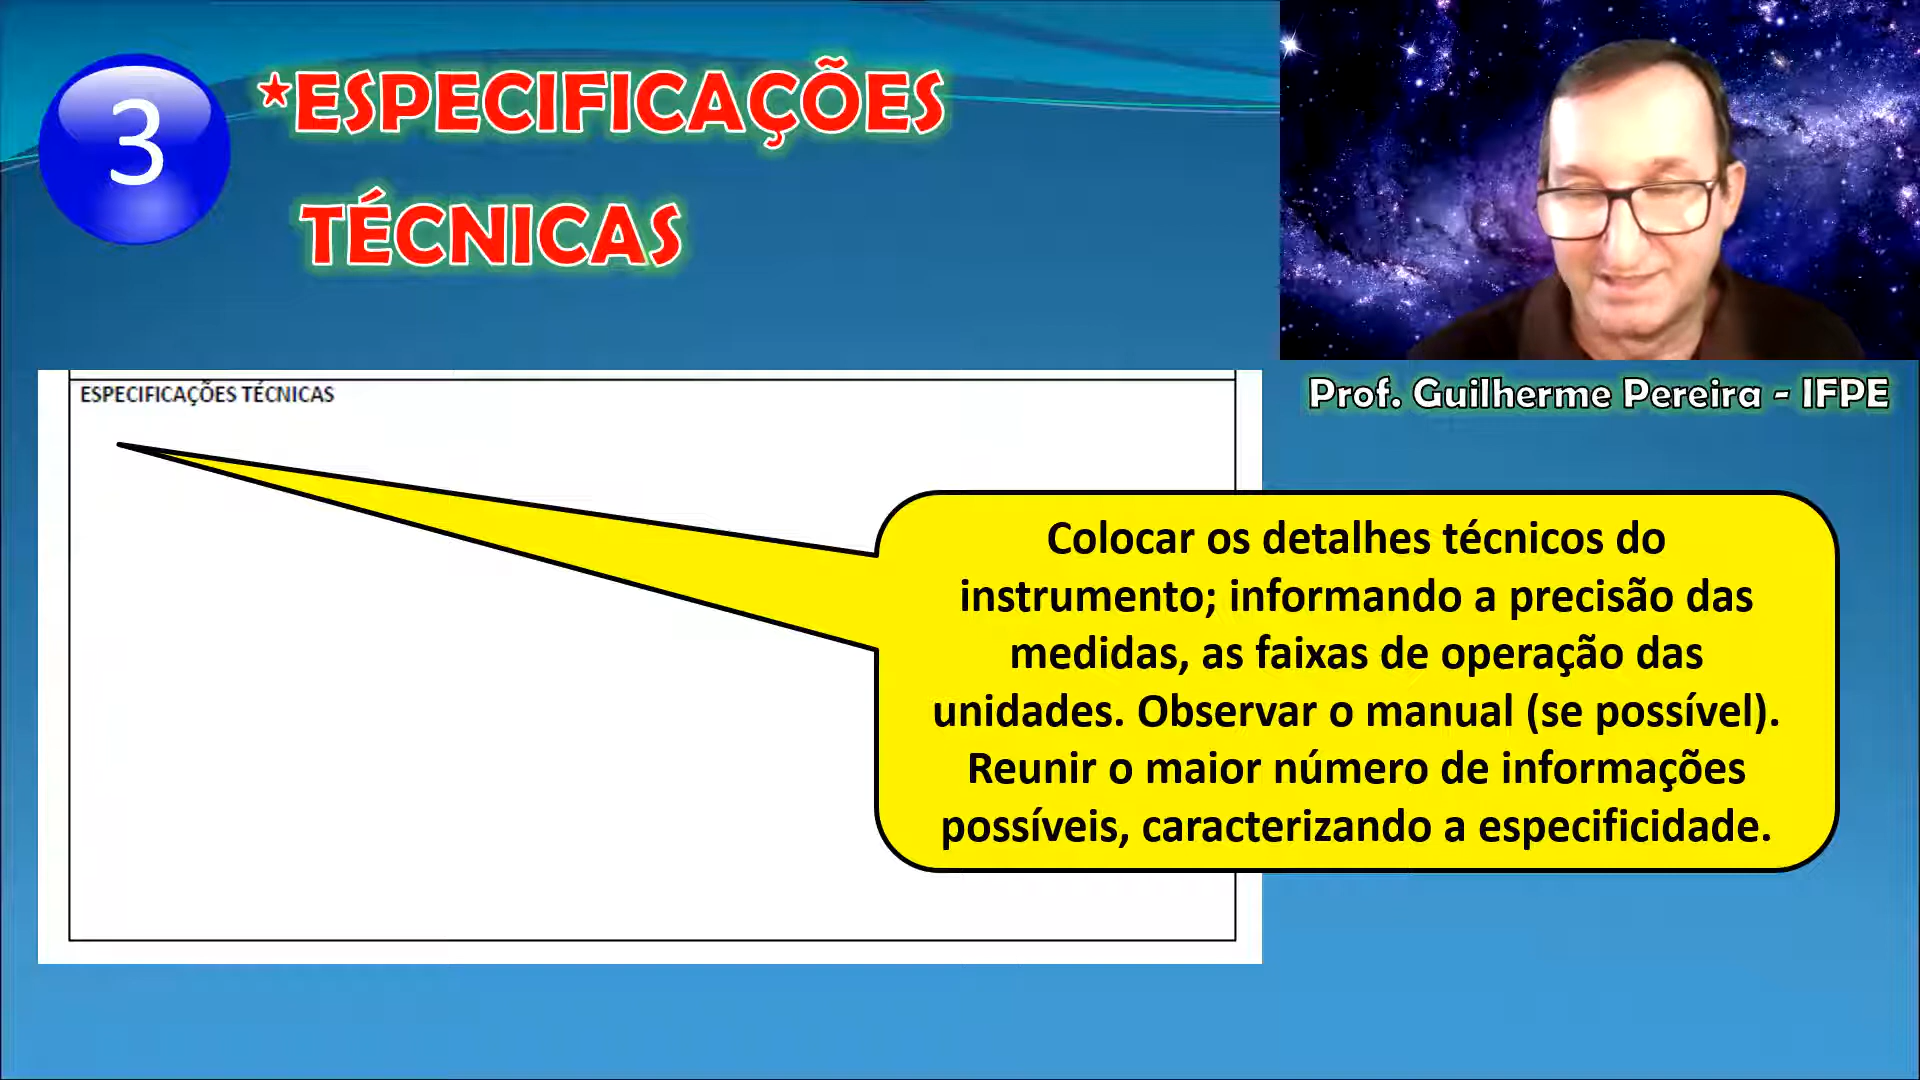 3
*ESPECIFICAÇÕES
TÉCNICAS
Prof. Guilherme Pereira - IFPE
ESPECIFICAÇÕES TÉCNICAS
Colocar os detalhes técnicos do
instrumento; informando a precisão das
medidas, as faixas de operação das
unidades. Observar o manual (se possível).
Reunir o maior número de informações
possíveis, caracterizando a especificidade.